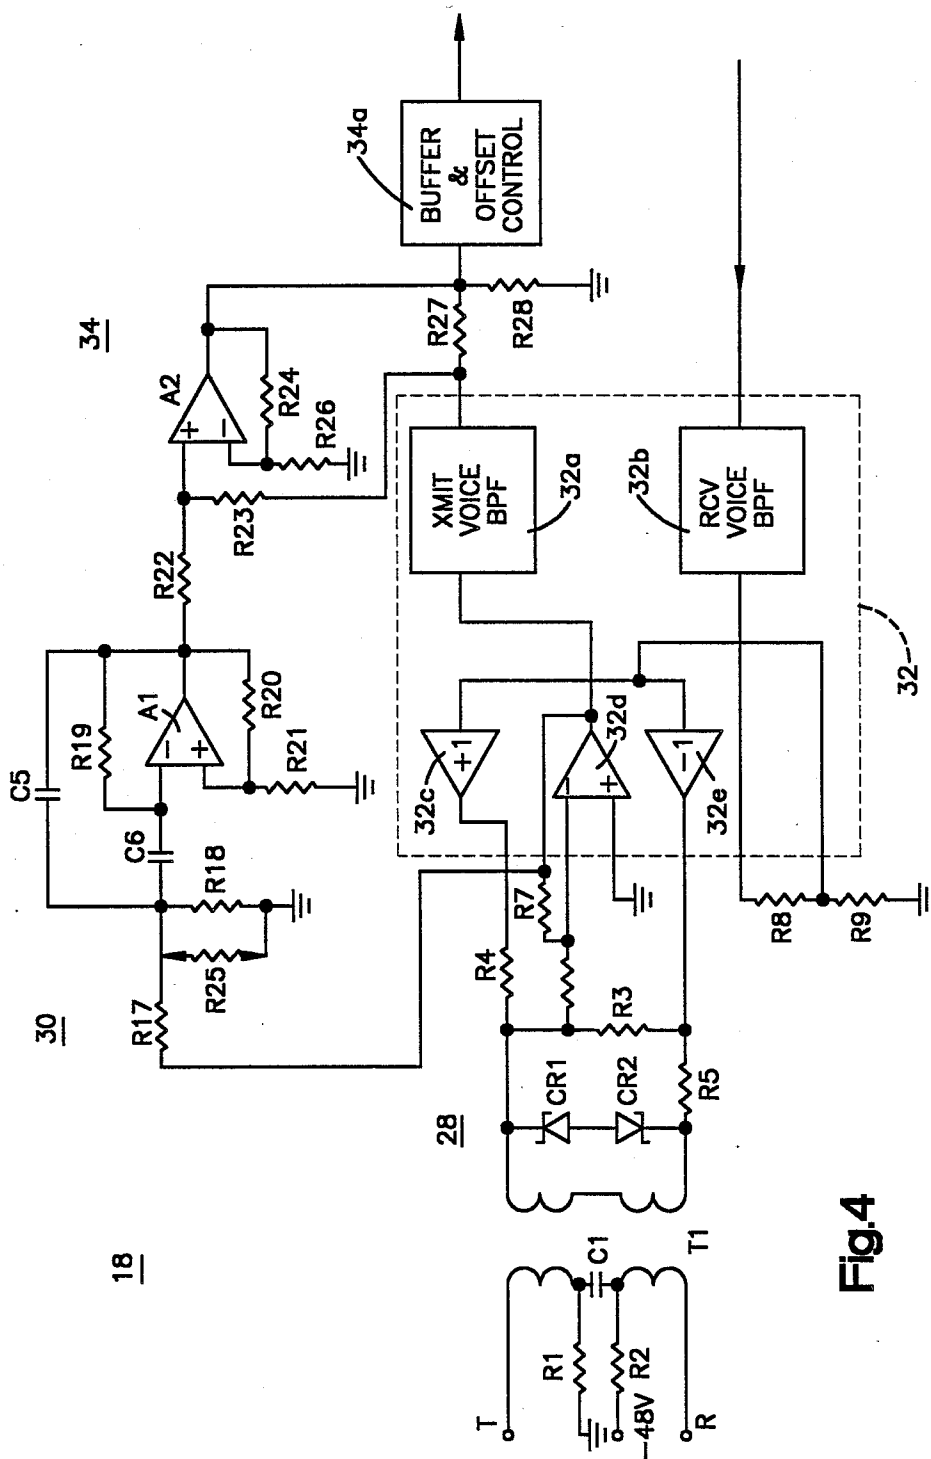 18
30
34
C5
C6
R19
A1
−
+
R20
R21
R17
R25
R18
R22
R23
A2
+
−
R24
R26
R27
R28
BUFFER
&
OFFSET
CONTROL
34a
28
R4
R7
R3
R5
CR1
CR2
+1
32c
−
+
32d
−1
32e
XMIT
VOICE
BPF
32a
RCV
VOICE
BPF
32b
32
R8
R9
T
R1
C1
R2
−48V
R
T1
Fig.4